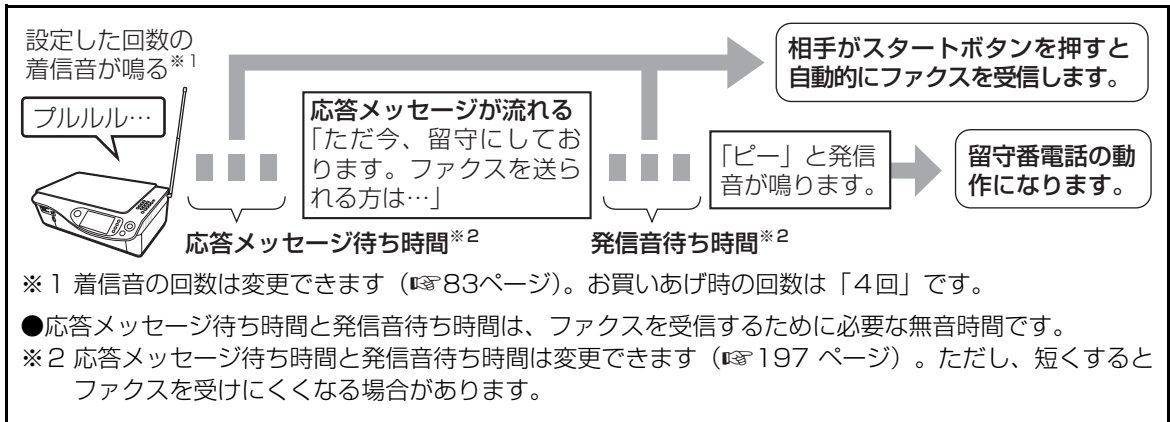 設定した回数の
着信音が鳴る※1
プルルル…
応答メッセージが流れる
「ただ今、留守にしてお
ります。ファクスを送ら
れる方は…」
応答メッセージ待ち時間※2
発信音待ち時間※2
相手がスタートボタンを押すと
自動的にファクスを受信します。
「ピー」と発信
音が鳴ります。
留守番電話の動
作になります。
※1 着信音の回数は変更できます（☞83ページ）。お買いあげ時の回数は「4回」です。
●応答メッセージ待ち時間と発信音待ち時間は、ファクスを受信するために必要な無音時間です。
※2 応答メッセージ待ち時間と発信音待ち時間は変更できます（☞197 ページ）。ただし、短くすると
ファクスを受けにくくなる場合があります。